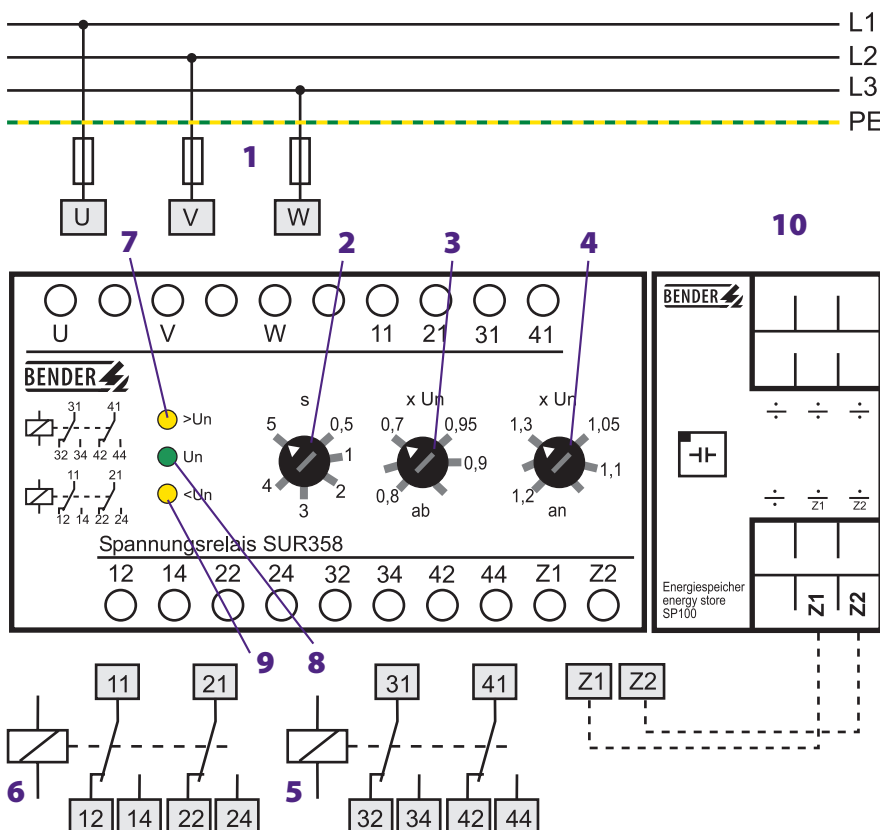 L1
L2
L3
PE
1
U V W
10
7 2 3 4
U V W 11 21 31 41
BENDER
BENDER
31 41
32 34 42 44
11 21
12 14 22 24
>Un
Un
<Un
s
5 0,5
1
4 2
3
x Un
0,7 0,95
0,9
0,8
ab
x Un
1,3 1,05
1,1
1,2
an
÷ ÷ ÷
÷ ÷ ÷
Z1 Z2
Spannungsrelais SUR358
12 14 22 24 32 34 42 44 Z1 Z2
Energiespeicher
energy store
SP100
Z1 Z2
9 8
11 21 31 41 Z1 Z2
6 5
12 14 22 24 32 34 42 44